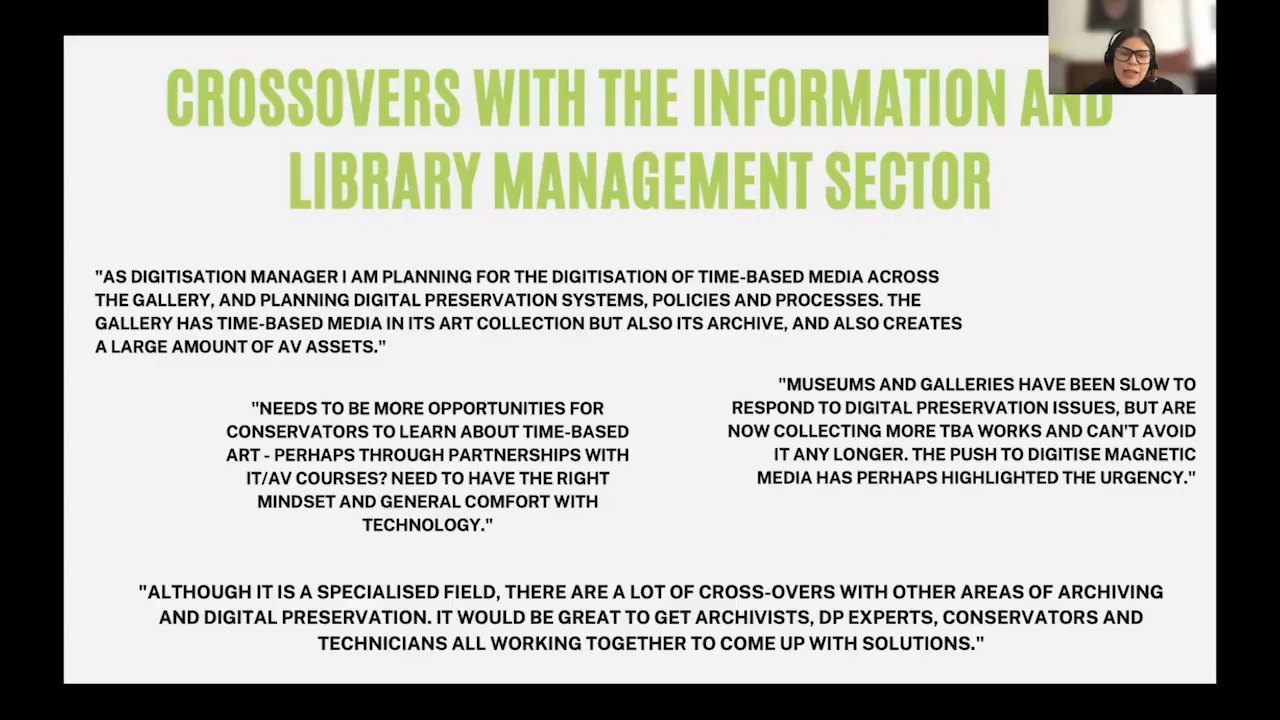 CROSSOVERS WITH THE INFORMATION AND
LIBRARY MANAGEMENT SECTOR
"AS DIGITISATION MANAGER I AM PLANNING FOR THE DIGITISATION OF TIME-BASED MEDIA ACROSS
THE GALLERY, AND PLANNING DIGITAL PRESERVATION SYSTEMS, POLICIES AND PROCESSES. THE
GALLERY HAS TIME-BASED MEDIA IN ITS ART COLLECTION BUT ALSO ITS ARCHIVE, AND ALSO CREATES
A LARGE AMOUNT OF AV ASSETS."
"NEEDS TO BE MORE OPPORTUNITIES FOR
CONSERVATORS TO LEARN ABOUT TIME-BASED
ART - PERHAPS THROUGH PARTNERSHIPS WITH
IT/AV COURSES? NEED TO HAVE THE RIGHT
MINDSET AND GENERAL COMFORT WITH
TECHNOLOGY."
"MUSEUMS AND GALLERIES HAVE BEEN SLOW TO
RESPOND TO DIGITAL PRESERVATION ISSUES, BUT ARE
NOW COLLECTING MORE TBA WORKS AND CAN'T AVOID
IT ANY LONGER. THE PUSH TO DIGITISE MAGNETIC
MEDIA HAS PERHAPS HIGHLIGHTED THE URGENCY."
"ALTHOUGH IT IS A SPECIALISED FIELD, THERE ARE A LOT OF CROSS-OVERS WITH OTHER AREAS OF ARCHIVING
AND DIGITAL PRESERVATION. IT WOULD BE GREAT TO GET ARCHIVISTS, DP EXPERTS, CONSERVATORS AND
TECHNICIANS ALL WORKING TOGETHER TO COME UP WITH SOLUTIONS."